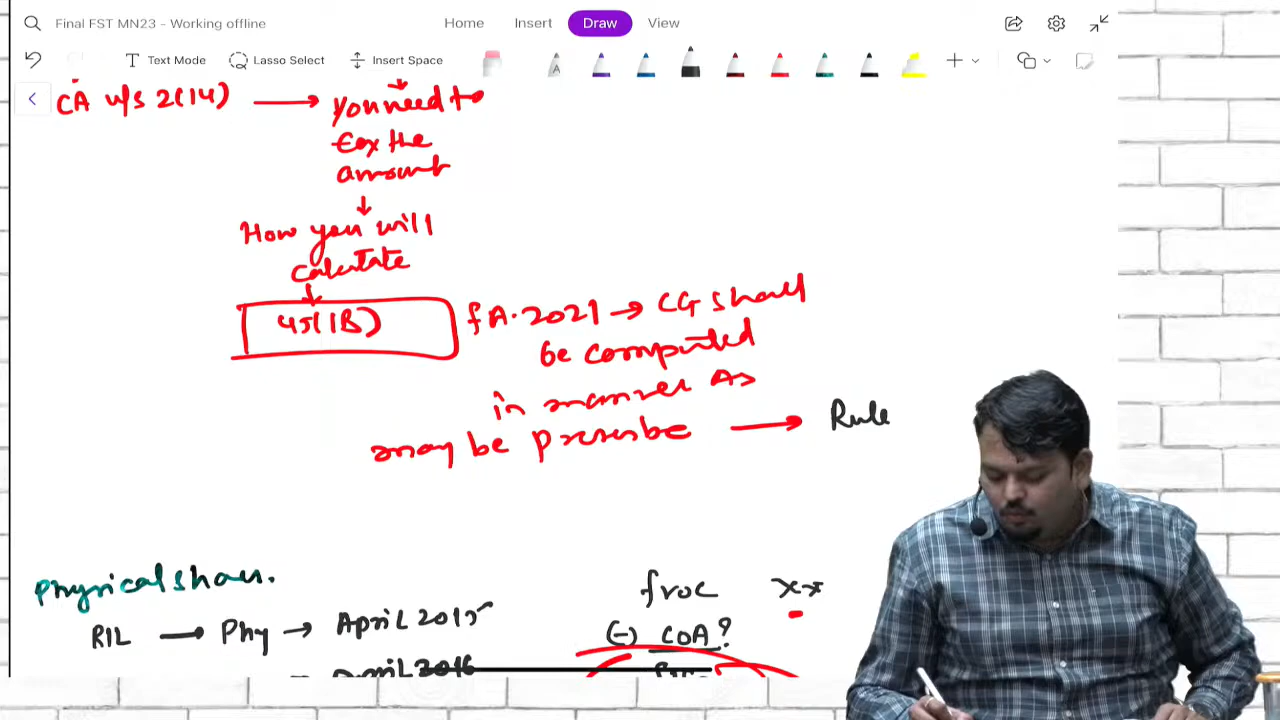 Final FST MN23 - Working offline
Home Insert Draw View
Text Mode Lasso Select Insert Space
CA u/s 2(14) → You need to
tax the
amount
↓
How you will
calculate
↓
45(1B)
FA.2021 → CG shall
be computed
in manner As
may be prescribe → Rule
Physical share.
RIL → Phy → April 2015
April 2016
fvoc xx
(-) COA?